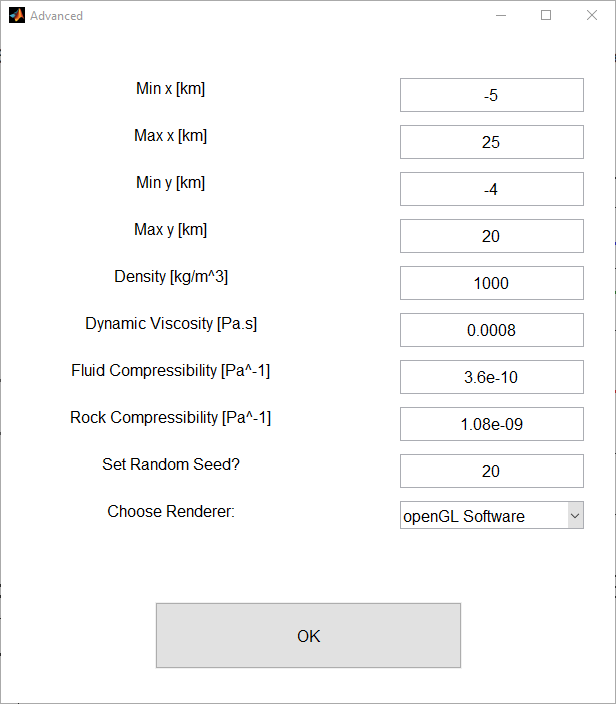 Advanced
Min x [km] -5
Max x [km] 25
Min y [km] -4
Max y [km] 20
Density [kg/m^3] 1000
Dynamic Viscosity [Pa.s] 0.0008
Fluid Compressibility [Pa^-1] 3.6e-10
Rock Compressibility [Pa^-1] 1.08e-09
Set Random Seed? 20
Choose Renderer: openGL Software
OK